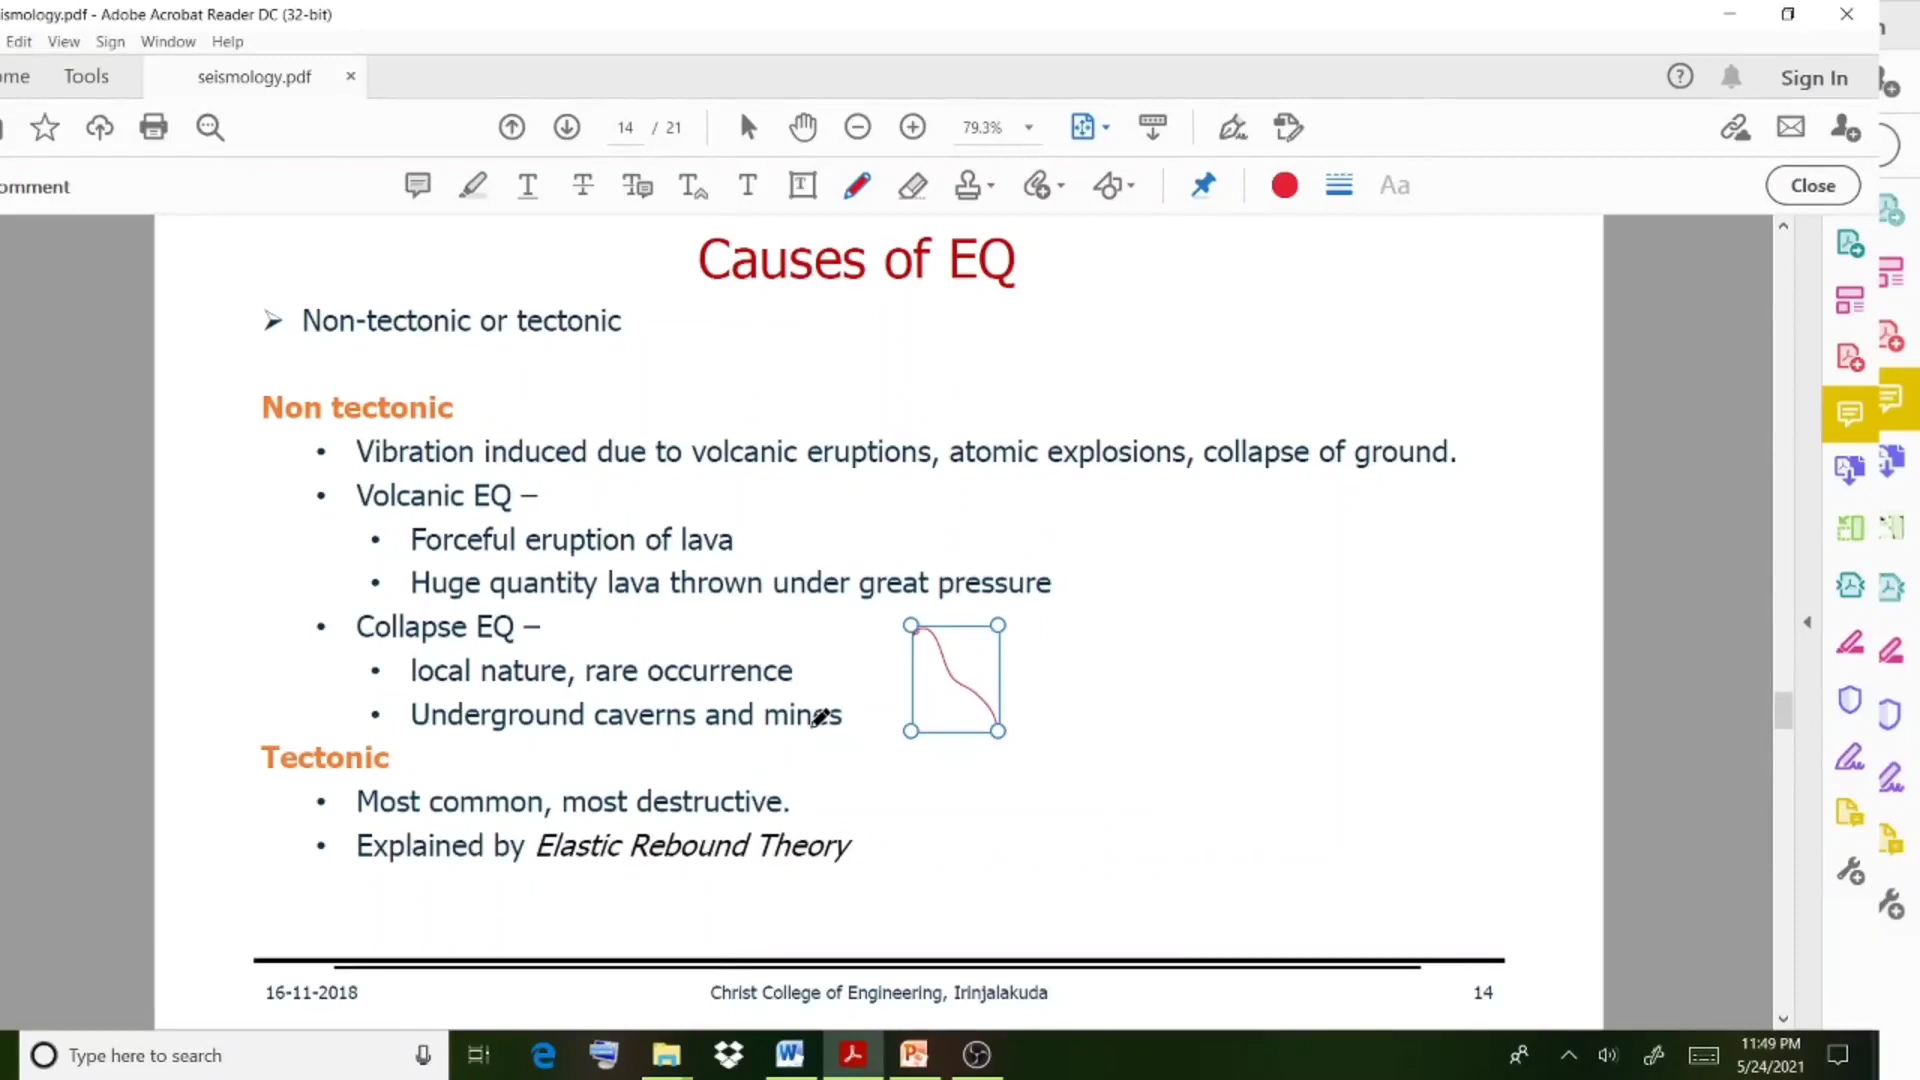 ismology.pdf - Adobe Acrobat Reader DC (32-bit)
Edit View Sign Window Help
ome Tools seismology.pdf × Sign In
14 / 21 79.3%
omment Aa Close
Causes of EQ
➢ Non-tectonic or tectonic
Non tectonic
• Vibration induced due to volcanic eruptions, atomic explosions, collapse of ground.
• Volcanic EQ –
• Forceful eruption of lava
• Huge quantity lava thrown under great pressure
• Collapse EQ –
• local nature, rare occurrence
• Underground caverns and mines
Tectonic
• Most common, most destructive.
• Explained by Elastic Rebound Theory
16-11-2018 Christ College of Engineering, Irinjalakuda 14
Type here to search
11:49 PM
5/24/2021